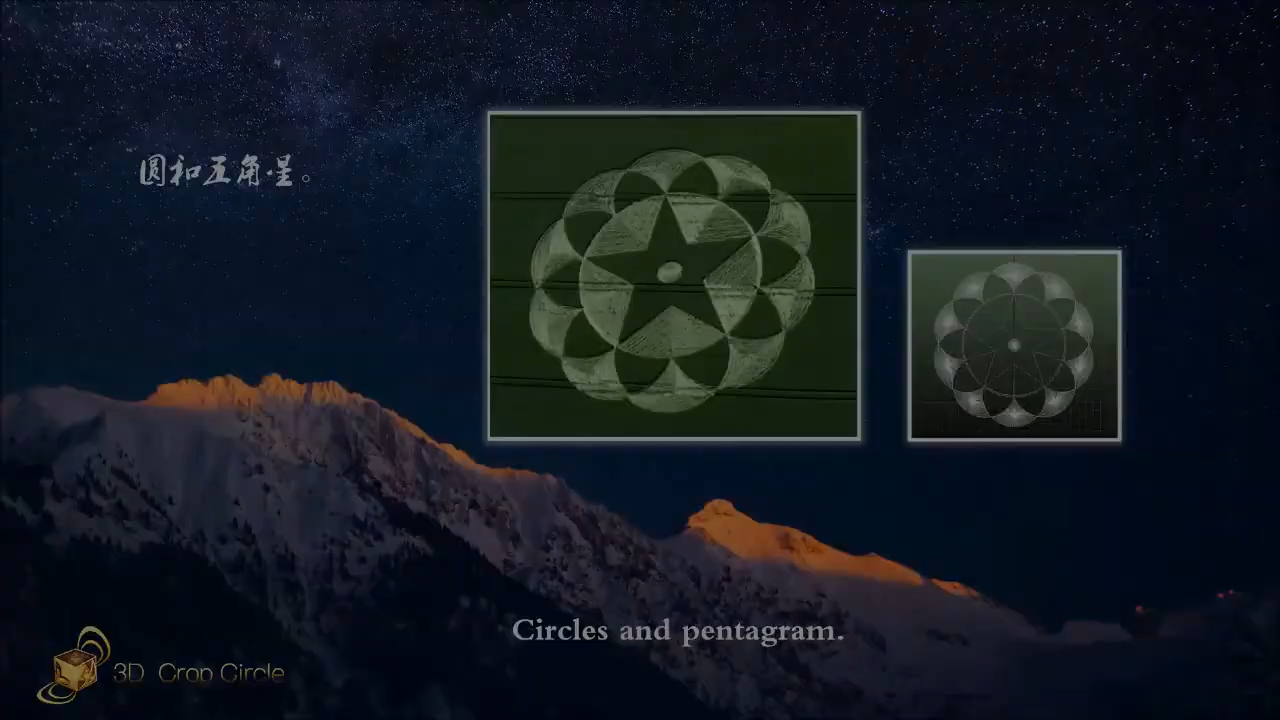 圆和五角星。
Circles and pentagram.
3D Crop Circle